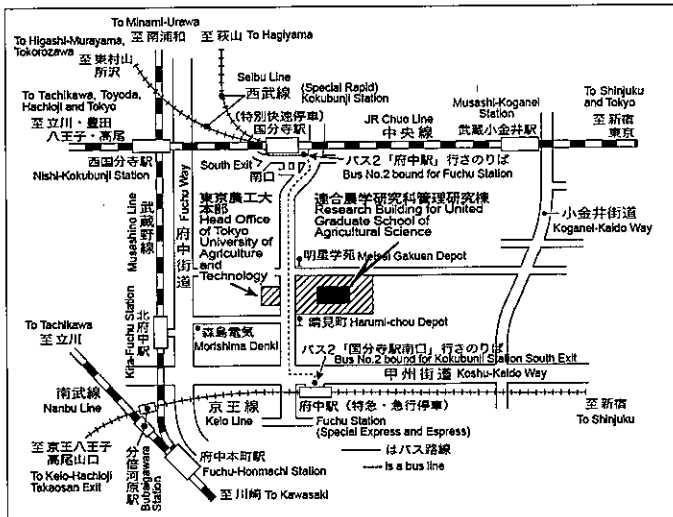 To Minami-Urawa
至南浦和
至萩山 To Hagiyama
To Higashi-Murayama,
Tokorozawa
至東村山
所沢
Seibu Line
西武線
(Special Rapid)
Kokubunji Station
(特別快速停車)
国分寺駅
To Tachikawa, Toyoda,
Hachioji and Tokyo
至立川・豊田
八王子・高尾
JR Chuo Line
中央線
Musashi-Koganei
Station
武蔵小金井駅
To Shinjuku
and Tokyo
至新宿
東京
西国分寺駅
Nishi-Kokubunji Station
South Exit
南口
バス2「府中駅」行さのりば
Bus No.2 bound for Fuchu Station
武蔵野線
Musashino Line
Fuchu Way
府中街道
東京農工大
本部
Head Office
of Tokyo
University of
Agriculture
and
Technology
連合農学研究科管理研究棟
Research Building for United
Graduate School of
Agricultural Science
小金井街道
Koganei-Kaido Way
明星学苑 Meisei Gakuen Depot
北府中駅
Kita-Fuchu Station
森島電気
Morishima Denki
晴見町 Harumi-chou Depot
バス2「国分寺駅南口」行さのりば
Bus No.2 bound for Kokubunji Station South Exit
甲州街道 Koshu-Kaido Way
To Tachikawa
至立川
南武線
Nanbu Line
京王線
Keio Line
府中駅(特急・急行停車)
Fuchu Station
(Special Express and Espress)
至新宿
To Shinjuku
至京王八王子
高尾山口
To Keio-Hachioji
Takaosan Exit
分倍河原駅
Bubaigawara Station
府中本町駅
Fuchu-Honmachi Station
至川崎 To Kawasaki
はバス路線
is a bus line